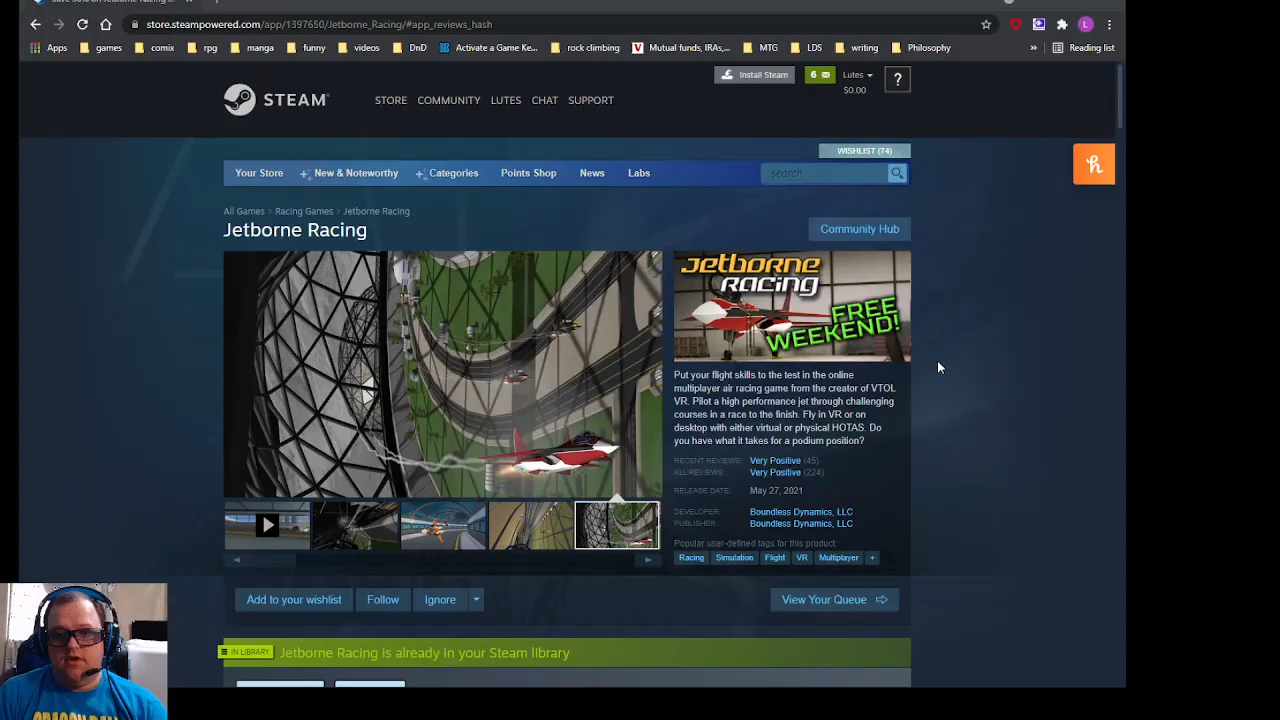 store.steampowered.com/app/1397650/Jetborne_Racing/#app_reviews_hash
L
Apps games comix rpg manga funny videos DnD Activate a Game Ke... rock climbing Mutual funds, IRAs,... MTG LDS writing Philosophy » Reading list
Install Steam 6 Lutes ?
$0.00
STEAM STORE COMMUNITY LUTES CHAT SUPPORT
WISHLIST (74)
Your Store New & Noteworthy Categories Points Shop News Labs search
h
All Games > Racing Games > Jetborne Racing
Jetborne Racing
Community Hub
Jetborne
Racing
FREE
WEEKEND!
Put your flight skills to the test in the online
multiplayer air racing game from the creator of VTOL
VR. Pilot a high performance jet through challenging
courses in a race to the finish. Fly in VR or on
desktop with either virtual or physical HOTAS. Do
you have what it takes for a podium position?
RECENT REVIEWS: Very Positive (45)
ALL REVIEWS: Very Positive (224)
RELEASE DATE: May 27, 2021
DEVELOPER: Boundless Dynamics, LLC
PUBLISHER: Boundless Dynamics, LLC
Popular user-defined tags for this product:
Racing Simulation Flight VR Multiplayer +
Add to your wishlist Follow Ignore View Your Queue
IN LIBRARY Jetborne Racing is already in your Steam library